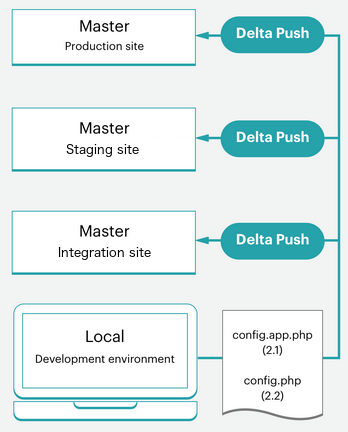 Master
Production site
Delta Push
Master
Staging site
Delta Push
Master
Integration site
Delta Push
Local
Development environment
config.app.php
(2.1)
config.php
(2.2)